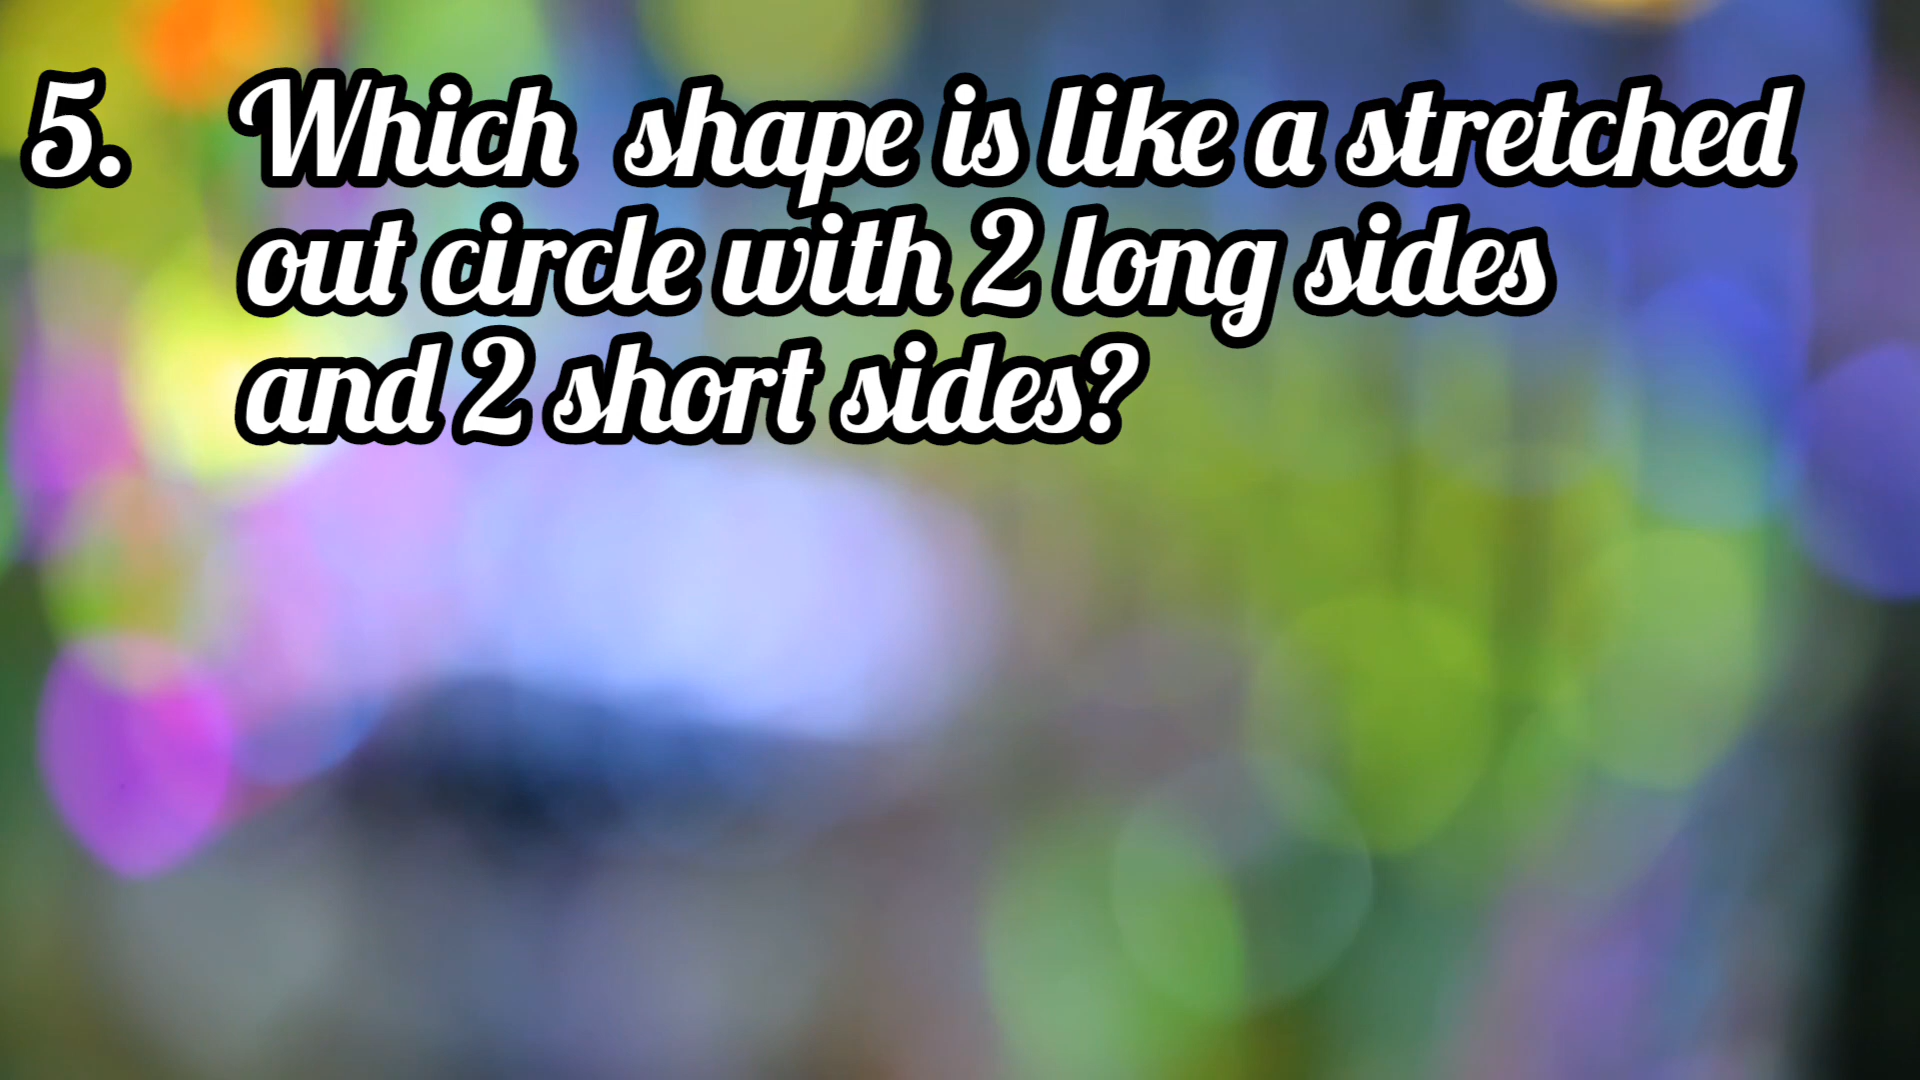 5. Which shape is like a stretched
out circle with 2 long sides
and 2 short sides?